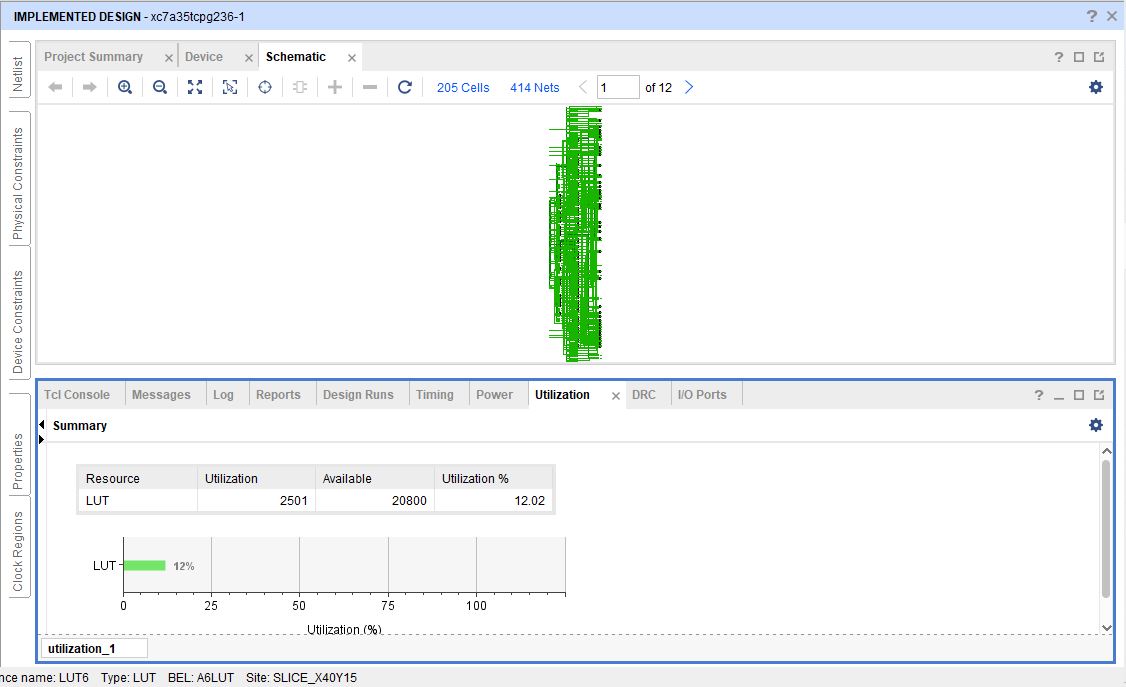 IMPLEMENTED DESIGN - xc7a35tcpg236-1
? ×
Netlist
Physical Constraints
Device Constraints
Properties
Clock Regions
Project Summary × Device × Schematic ×
?
205 Cells 414 Nets 1 of 12
Tcl Console Messages Log Reports Design Runs Timing Power Utilization × DRC I/O Ports
?
Summary
Resource Utilization Available Utilization %
LUT 2501 20800 12.02
LUT 12%
0 25 50 75 100
Utilization (%)
utilization_1
nce name: LUT6 Type: LUT BEL: A6LUT Site: SLICE_X40Y15